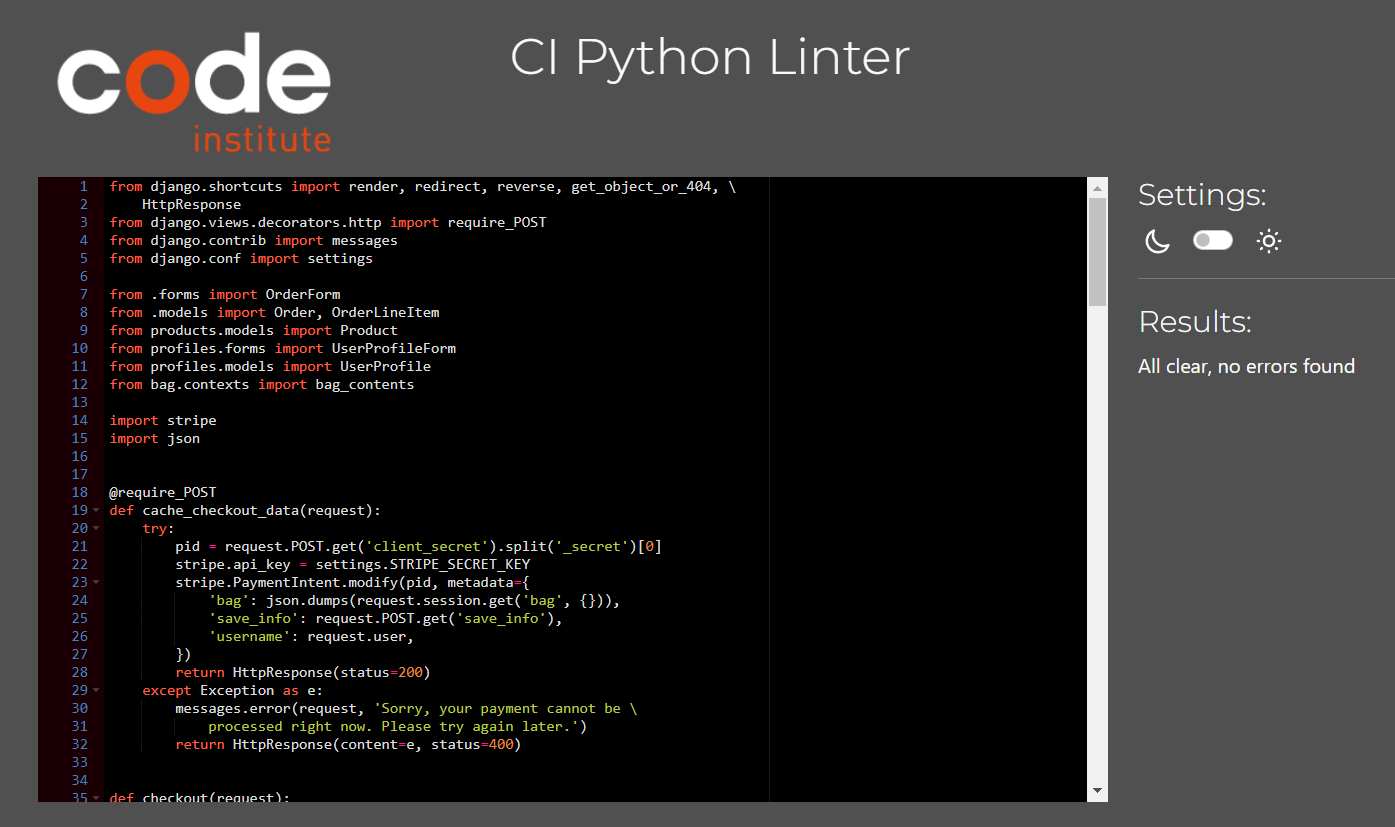 code
institute
CI Python Linter
1 from django.shortcuts import render, redirect, reverse, get_object_or_404, \
2     HttpResponse
3 from django.views.decorators.http import require_POST
4 from django.contrib import messages
5 from django.conf import settings
6
7 from .forms import OrderForm
8 from .models import Order, OrderLineItem
9 from products.models import Product
10 from profiles.forms import UserProfileForm
11 from profiles.models import UserProfile
12 from bag.contexts import bag_contents
13
14 import stripe
15 import json
16
17
18 @require_POST
19 def cache_checkout_data(request):
20     try:
21         pid = request.POST.get('client_secret').split('_secret')[0]
22         stripe.api_key = settings.STRIPE_SECRET_KEY
23         stripe.PaymentIntent.modify(pid, metadata={
24             'bag': json.dumps(request.session.get('bag', {})),
25             'save_info': request.POST.get('save_info'),
26             'username': request.user,
27         })
28         return HttpResponse(status=200)
29     except Exception as e:
30         messages.error(request, 'Sorry, your payment cannot be \
31             processed right now. Please try again later.')
32         return HttpResponse(content=e, status=400)
33
34
35 def checkout(request):
Settings:
Results:
All clear, no errors found